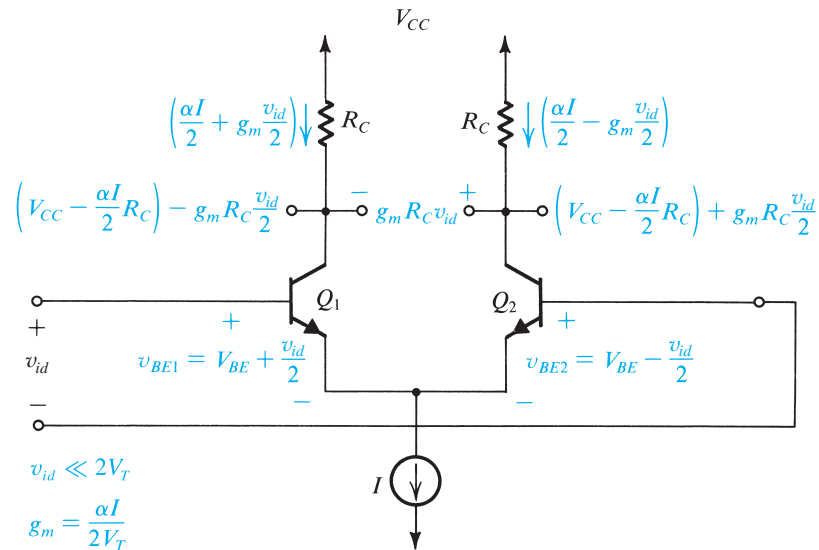 V_CC
(αI/2 + g_m v_id/2) R_C R_C (αI/2 − g_m v_id/2)
(V_CC − αI/2 R_C) − g_m R_C v_id/2 − g_m R_C v_id + (V_CC − αI/2 R_C) + g_m R_C v_id/2
Q_1 Q_2
+ + +
v_id v_BE1 = V_BE + v_id/2 v_BE2 = V_BE − v_id/2
− − −
v_id ≪ 2V_T
I
g_m = αI/2V_T